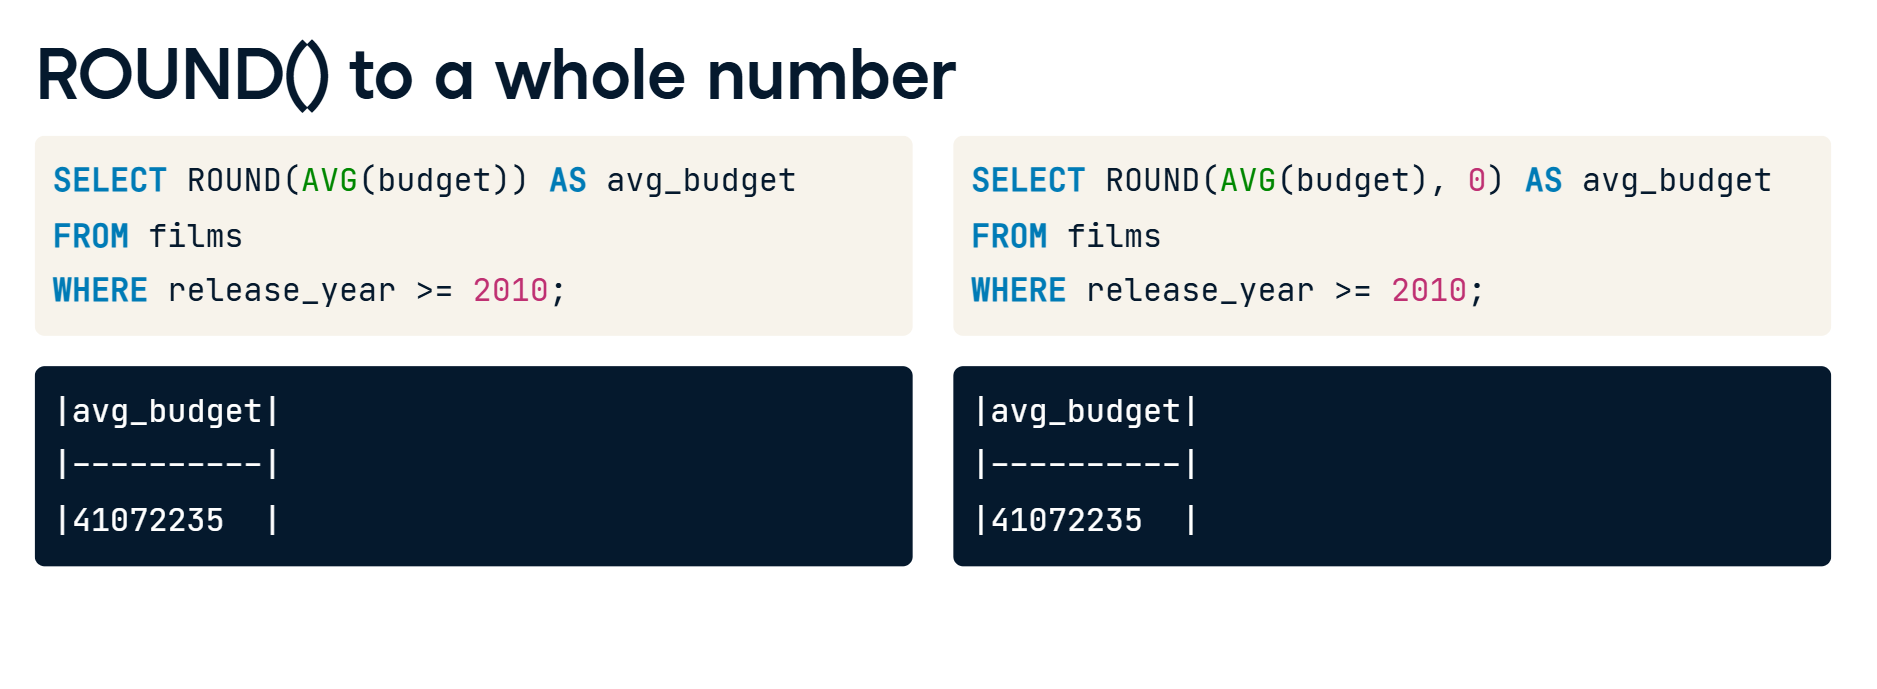 ROUND() to a whole number
SELECT ROUND(AVG(budget)) AS avg_budget
FROM films
WHERE release_year >= 2010;
|avg_budget|
|----------|
|41072235  |
SELECT ROUND(AVG(budget), 0) AS avg_budget
FROM films
WHERE release_year >= 2010;
|avg_budget|
|----------|
|41072235  |